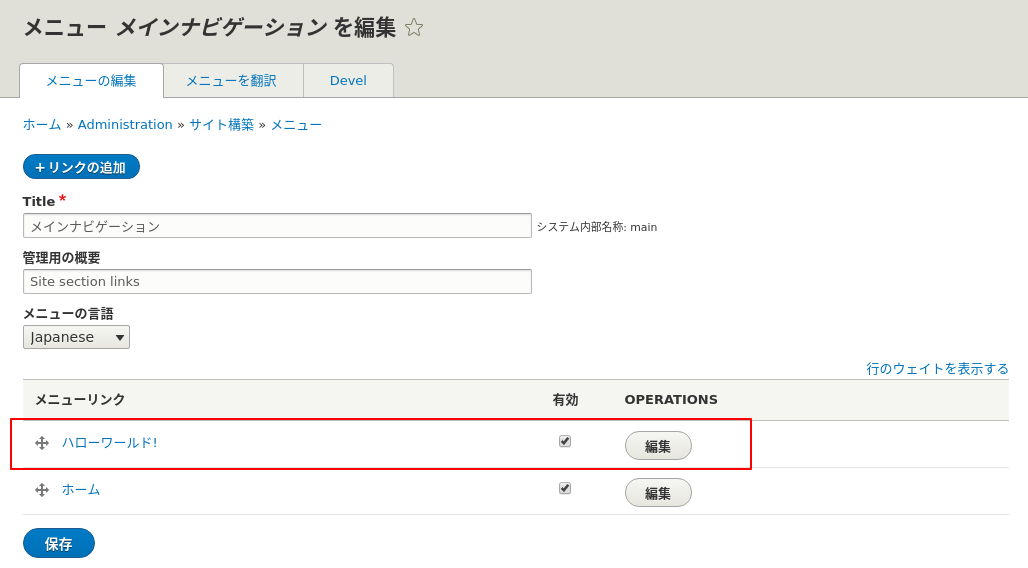 メニュー メインナビゲーション を編集
メニューの編集 メニューを翻訳 Devel
ホーム » Administration » サイト構築 » メニュー
+リンクの追加
Title *
メインナビゲーション システム内部名称: main
管理用の概要
Site section links
メニューの言語
Japanese
行のウェイトを表示する
メニューリンク 有効 OPERATIONS
ハローワールド! 編集
ホーム 編集
保存